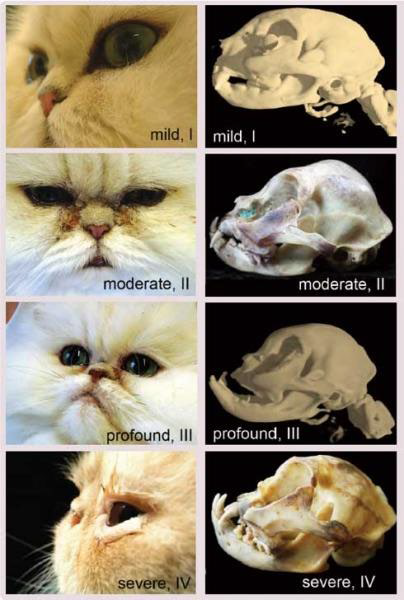 mild, I
mild, I
moderate, II
moderate, II
profound, III
profound, III
severe, IV
severe, IV